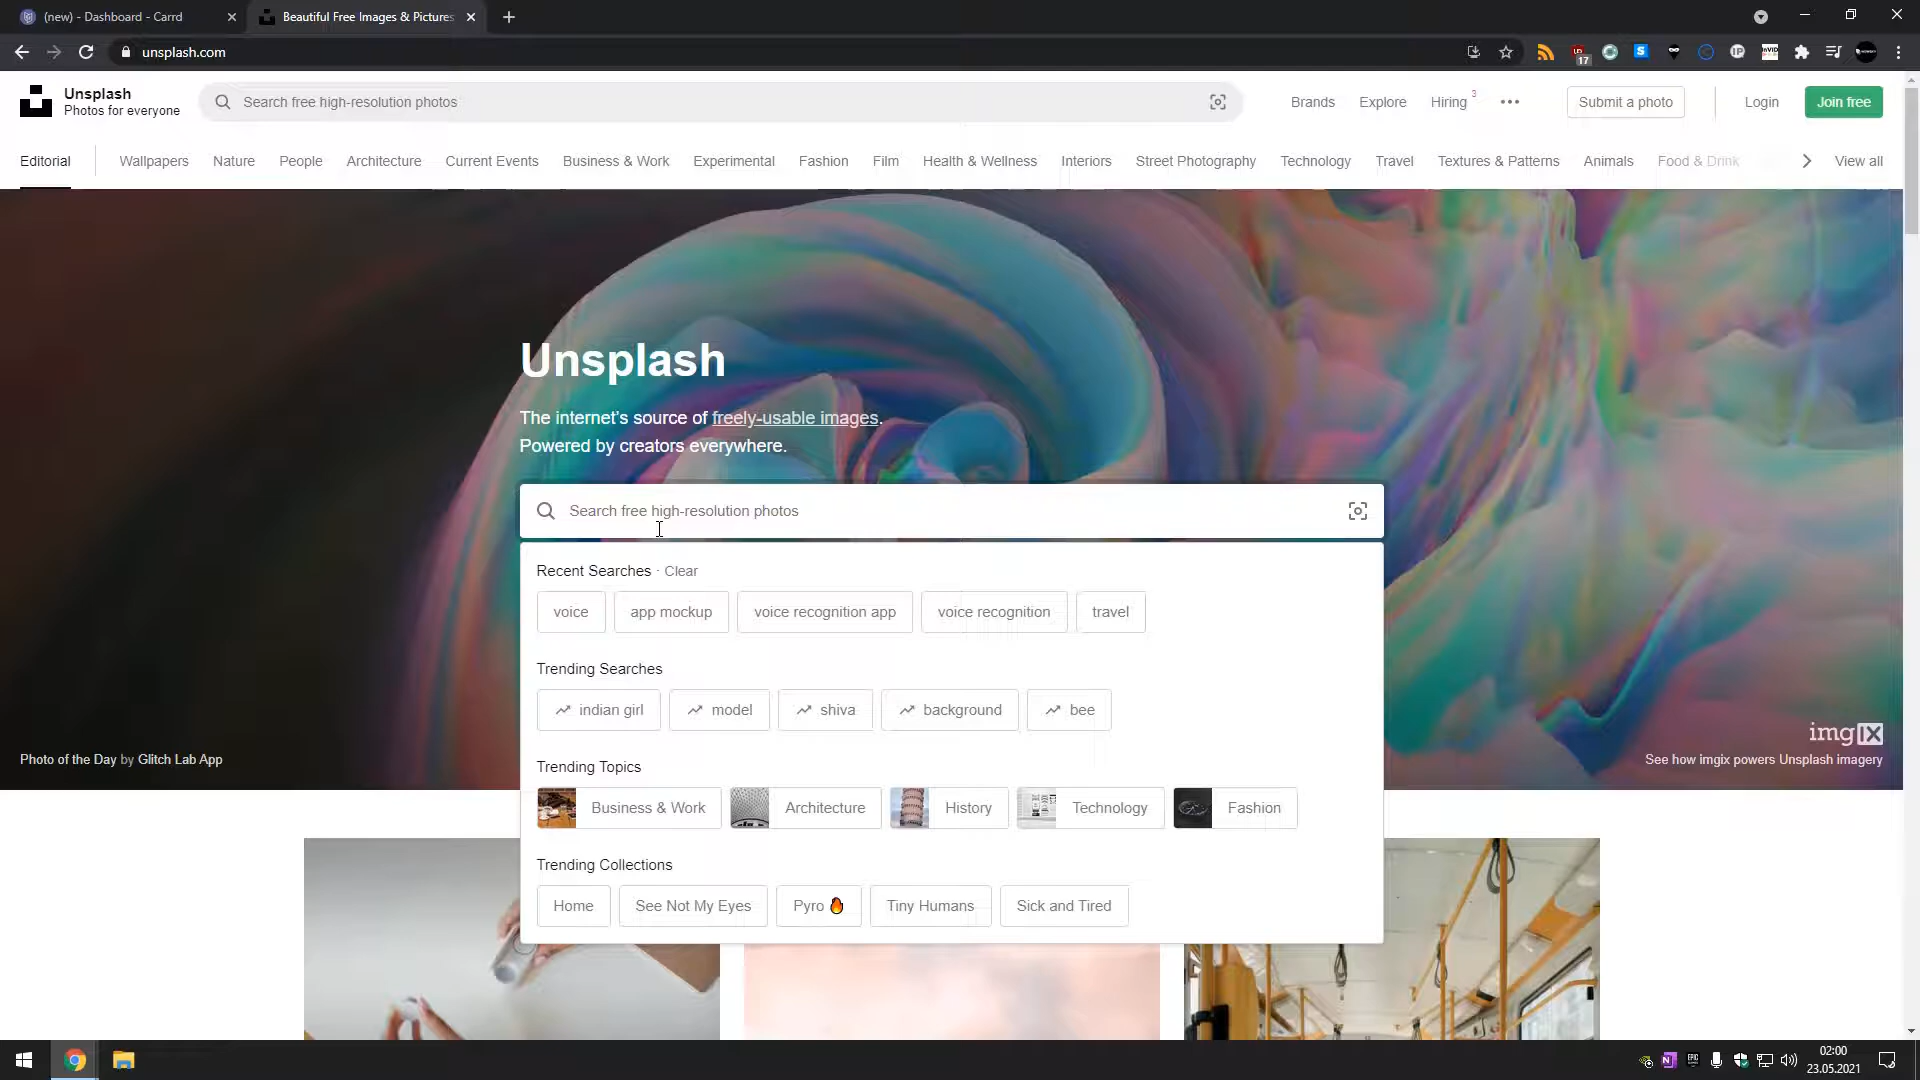 (new) - Dashboard - Carrd
Beautiful Free Images & Pictures
unsplash.com
17
Unsplash
Photos for everyone
Search free high-resolution photos
Brands
Explore
Hiring 3
Submit a photo
Login
Join free
Editorial
Wallpapers
Nature
People
Architecture
Current Events
Business & Work
Experimental
Fashion
Film
Health & Wellness
Interiors
Street Photography
Technology
Travel
Textures & Patterns
Animals
Food & Drink
View all
Unsplash
The internet's source of freely-usable images.
Powered by creators everywhere.
Search free high-resolution photos
Recent Searches · Clear
voice
app mockup
voice recognition app
voice recognition
travel
Trending Searches
indian girl
model
shiva
background
bee
Trending Topics
Business & Work
Architecture
History
Technology
Fashion
Trending Collections
Home
See Not My Eyes
Pyro 🔥
Tiny Humans
Sick and Tired
Photo of the Day by Glitch Lab App
imgIX
See how imgix powers Unsplash imagery
02:00
23.05.2021